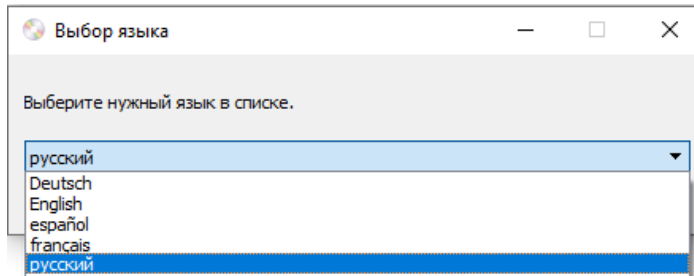 Выбор языка
Выберите нужный язык в списке.
русский
Deutsch
English
español
français
русский